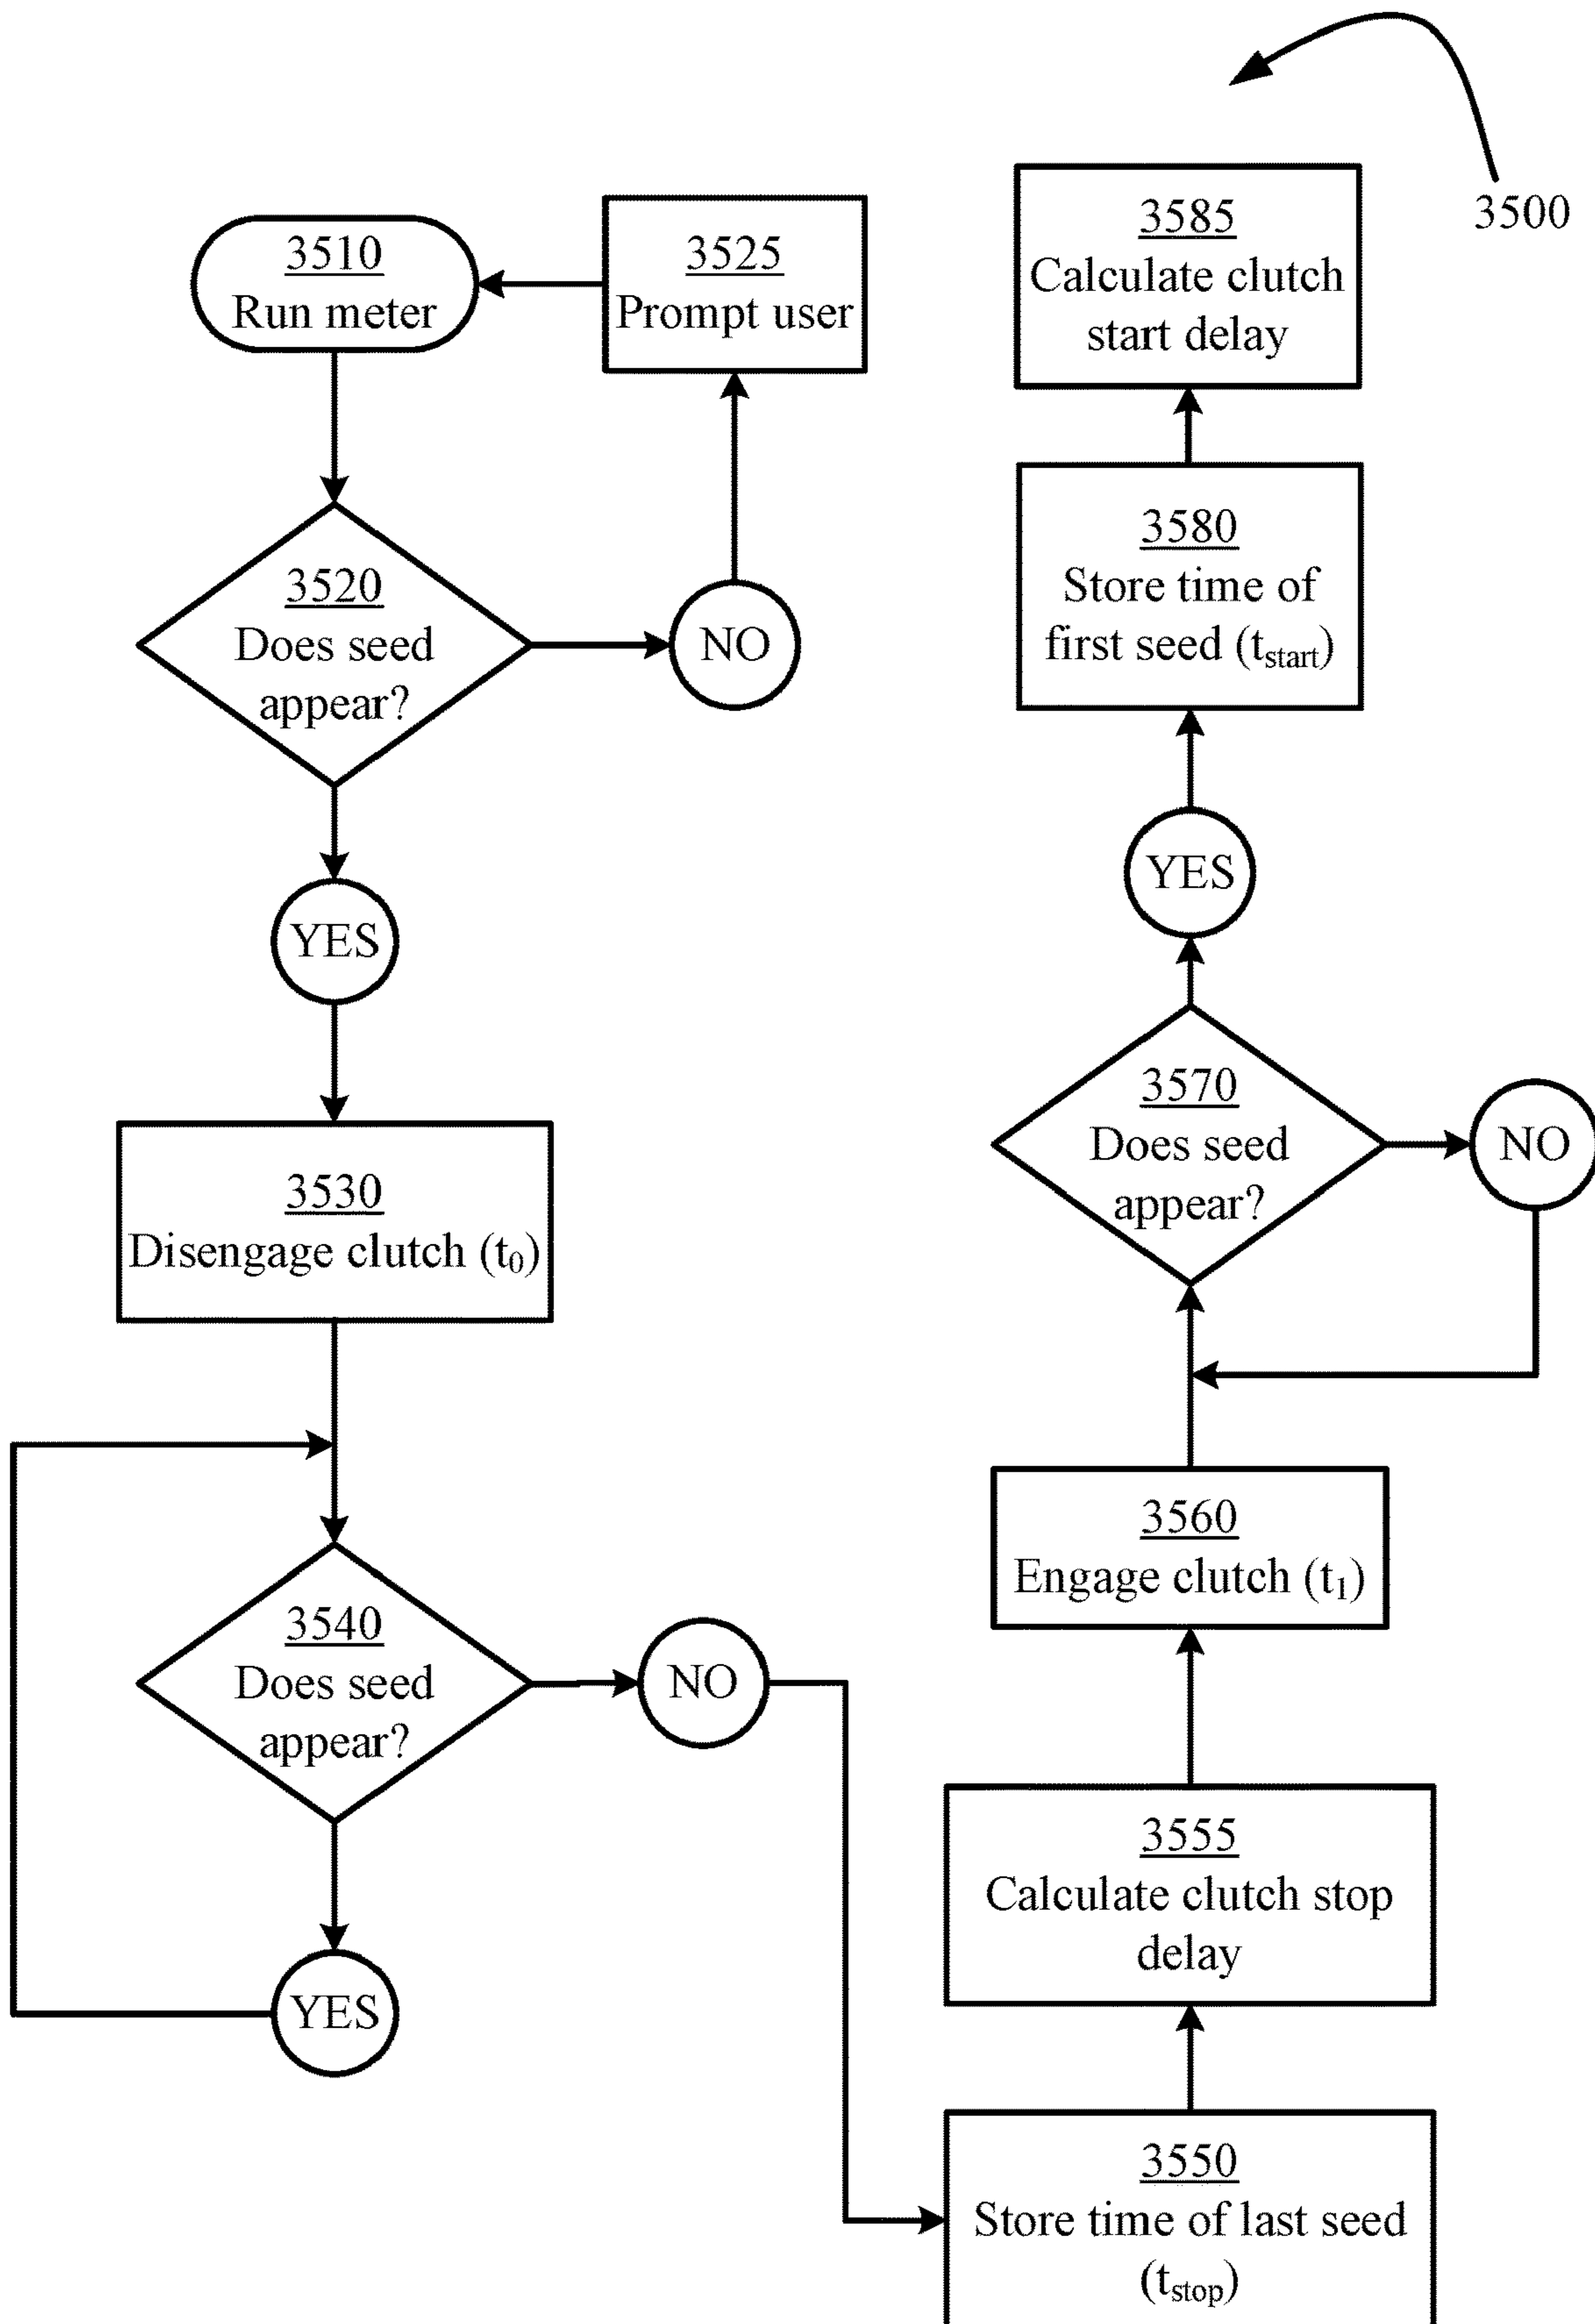 3500
3510
Run meter
3525
Prompt user
3520
Does seed
appear?
NO
YES
3530
Disengage clutch (t0)
3540
Does seed
appear?
NO
YES
3550
Store time of last seed
(tstop)
3555
Calculate clutch stop
delay
3560
Engage clutch (t1)
3570
Does seed
appear?
NO
YES
3580
Store time of
first seed (tstart)
3585
Calculate clutch
start delay